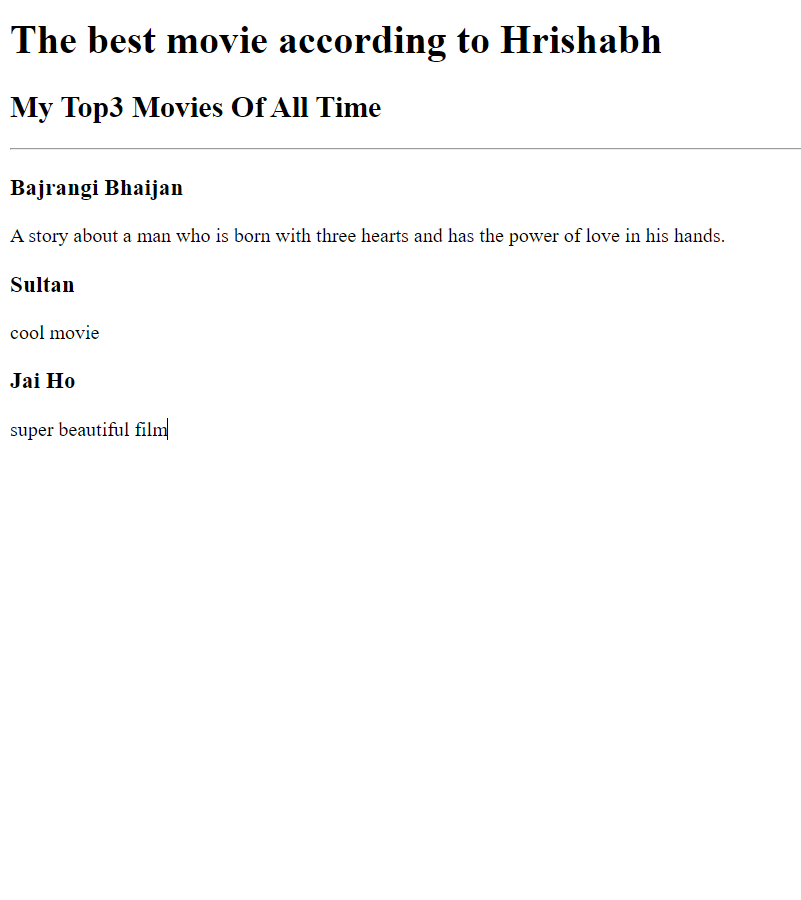 The best movie according to Hrishabh
My Top3 Movies Of All Time
Bajrangi Bhaijan
A story about a man who is born with three hearts and has the power of love in his hands.
Sultan
cool movie
Jai Ho
super beautiful film